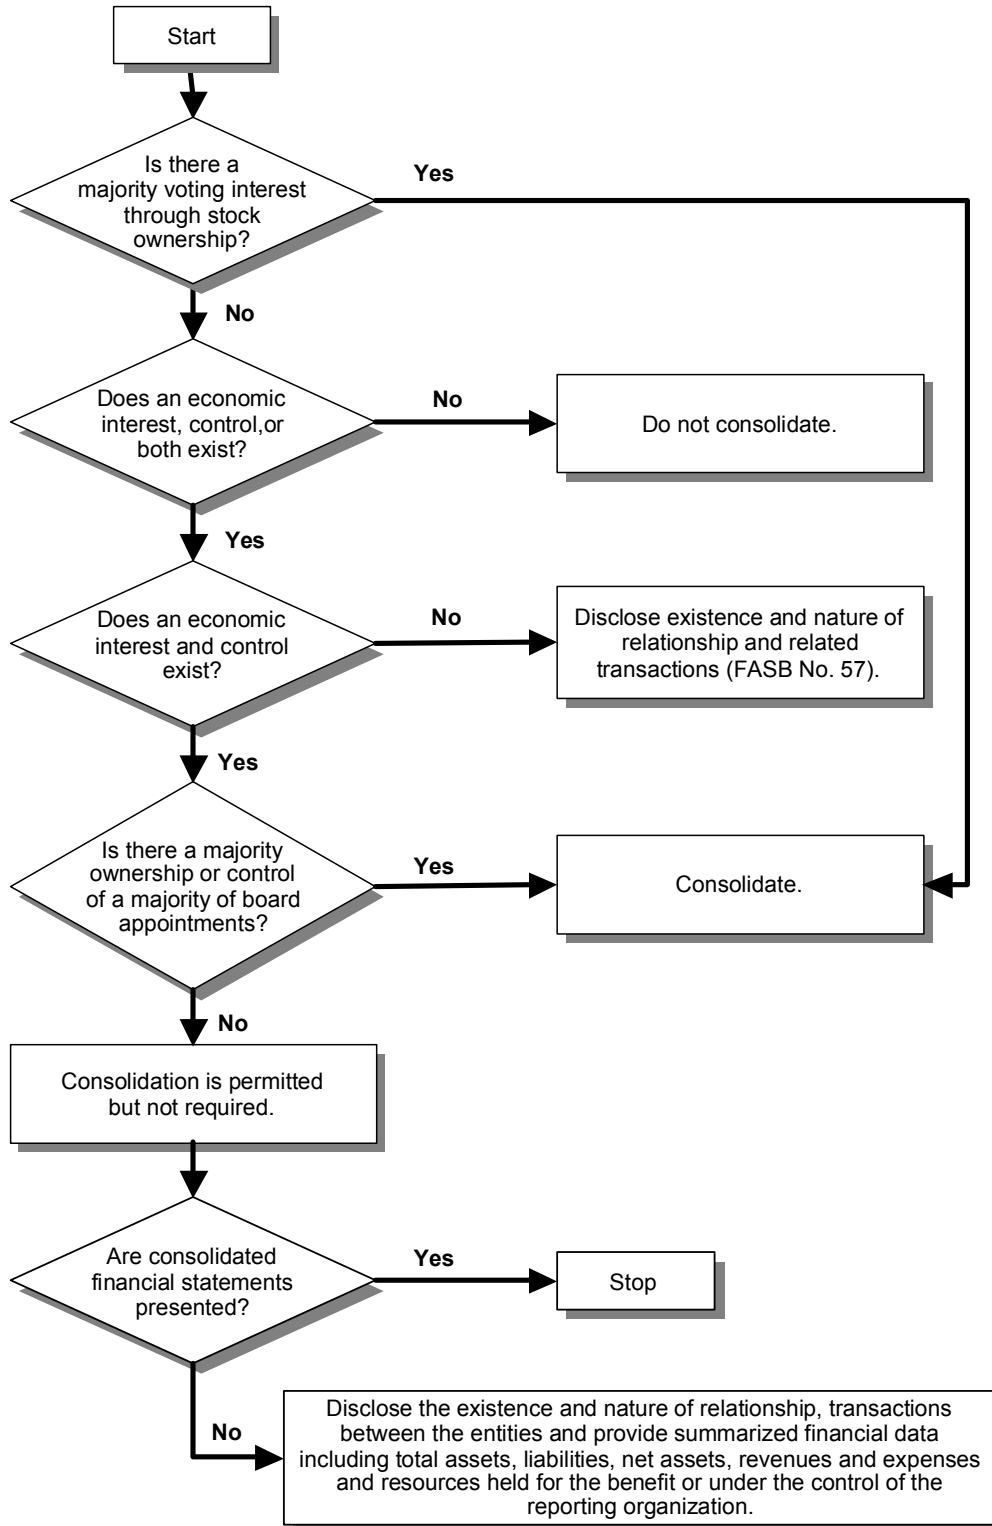 Start
Is there a
majority voting interest
through stock
ownership?
Yes
No
Does an economic
interest, control,or
both exist?
No
Do not consolidate.
Yes
Does an economic
interest and control
exist?
No
Disclose existence and nature of
relationship and related
transactions (FASB No. 57).
Yes
Is there a majority
ownership or control
of a majority of board
appointments?
Yes
Consolidate.
No
Consolidation is permitted
but not required.
Are consolidated
financial statements
presented?
Yes
Stop
No
Disclose the existence and nature of relationship, transactions
between the entities and provide summarized financial data
including total assets, liabilities, net assets, revenues and expenses
and resources held for the benefit or under the control of the
reporting organization.